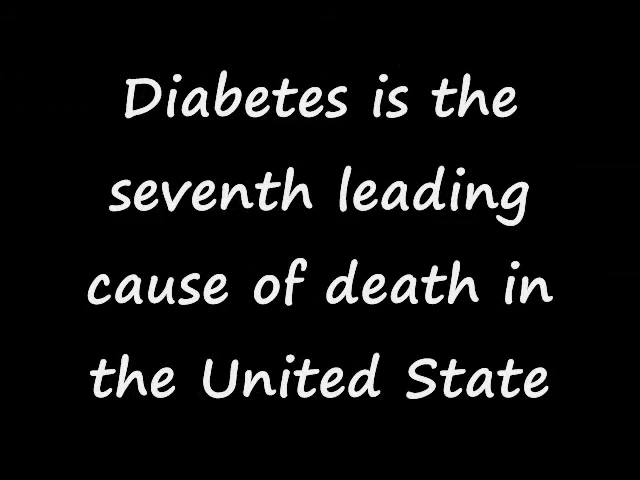 Diabetes is the
seventh leading
cause of death in
the United State